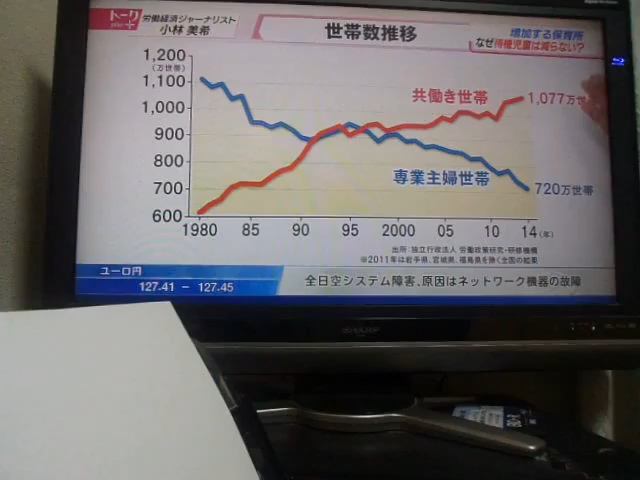 トークplus+
労働経済ジャーナリスト
小林 美希
世帯数推移
増加する保育所
なぜ待機児童は減らない?
1,200
(万世帯)
1,100
1,000
900
800
700
600
共働き世帯
1,077万世
専業主婦世帯
720万世帯
1980 85 90 95 2000 05 10 14(年)
出所:独立行政法人 労働政策研究・研修機構
※2011年は岩手県、宮城県、福島県を除く全国の結果
ユーロ円
127.41 - 127.45
全日空システム障害、原因はネットワーク機器の故障
SHARP